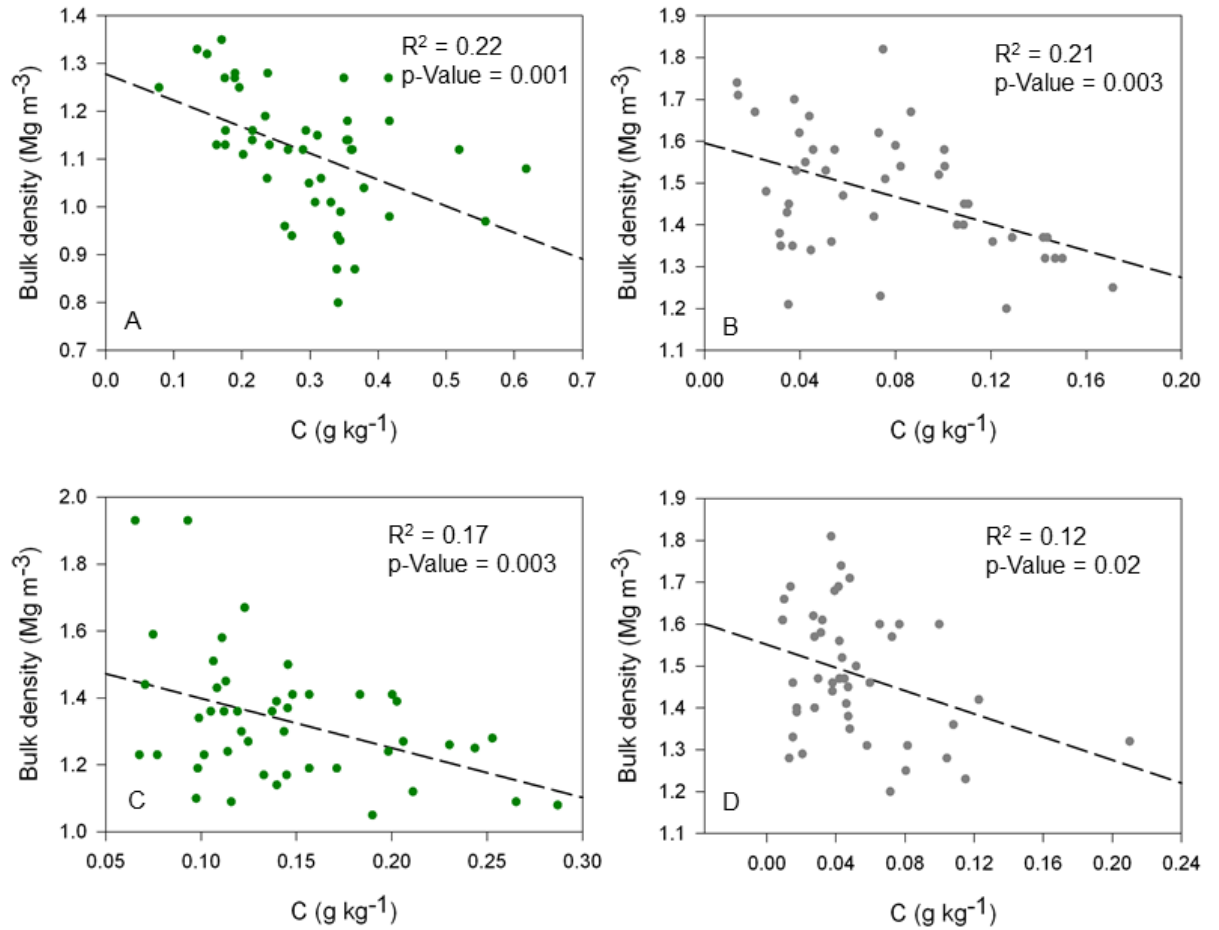 R² = 0.22
p-Value = 0.001
Bulk density (Mg m⁻³)
1.4
1.3
1.2
1.1
1.0
0.9
0.8
0.7
A
0.0 0.1 0.2 0.3 0.4 0.5 0.6 0.7
C (g kg⁻¹)
R² = 0.21
p-Value = 0.003
Bulk density (Mg m⁻³)
1.9
1.8
1.7
1.6
1.5
1.4
1.3
1.2
1.1
B
0.00 0.04 0.08 0.12 0.16 0.20
C (g kg⁻¹)
R² = 0.17
p-Value = 0.003
Bulk density (Mg m⁻³)
2.0
1.8
1.6
1.4
1.2
1.0
C
0.05 0.10 0.15 0.20 0.25 0.30
C (g kg⁻¹)
R² = 0.12
p-Value = 0.02
Bulk density (Mg m⁻³)
1.9
1.8
1.7
1.6
1.5
1.4
1.3
1.2
1.1
D
0.00 0.04 0.08 0.12 0.16 0.20 0.24
C (g kg⁻¹)